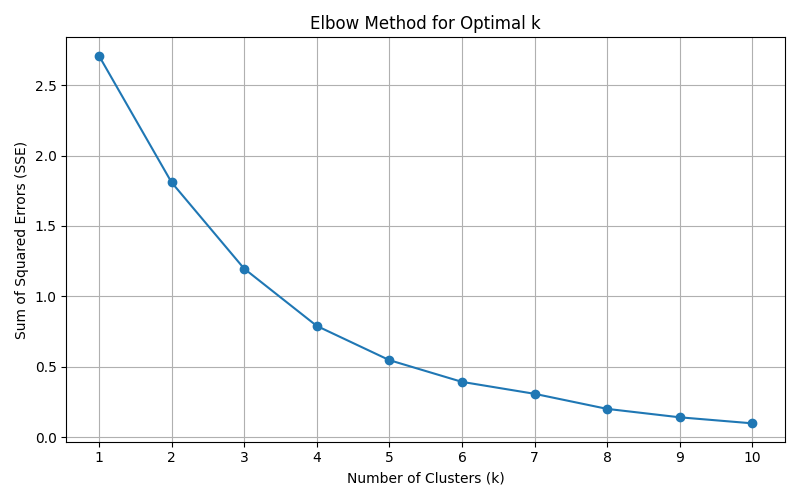 Elbow Method for Optimal k
Sum of Squared Errors (SSE)
2.5
2.0
1.5
1.0
0.5
0.0
1 2 3 4 5 6 7 8 9 10
Number of Clusters (k)